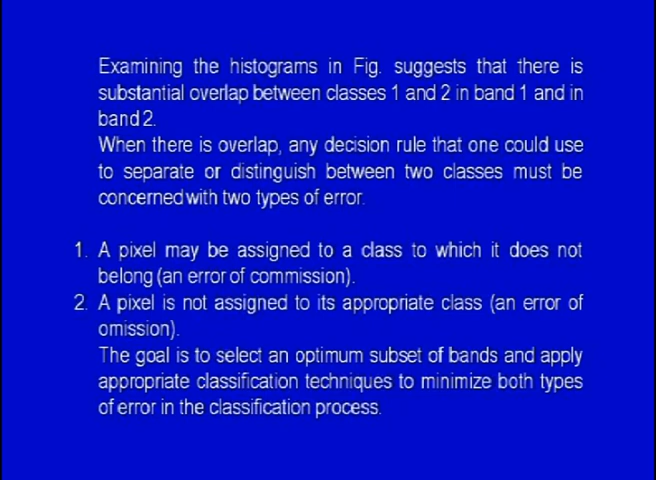 Examining the histograms in Fig. suggests that there is
substantial overlap between classes 1 and 2 in band 1 and in
band 2.
When there is overlap, any decision rule that one could use
to separate or distinguish between two classes must be
concerned with two types of error.
1. A pixel may be assigned to a class to which it does not
belong (an error of commission).
2. A pixel is not assigned to its appropriate class (an error of
omission).
The goal is to select an optimum subset of bands and apply
appropriate classification techniques to minimize both types
of error in the classification process.